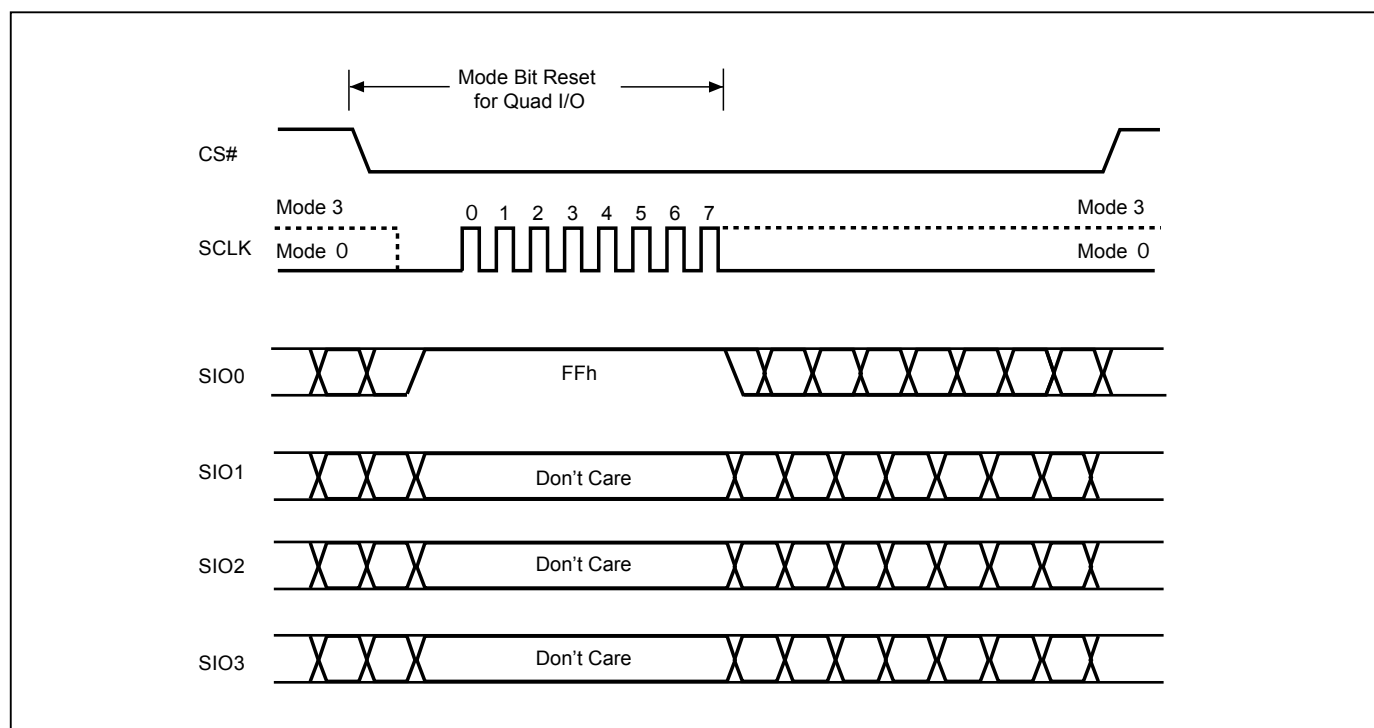 Mode Bit Reset
for Quad I/O
CS#
Mode 3
Mode 3
0 1 2 3 4 5 6 7
SCLK
Mode 0
Mode 0
SIO0
FFh
SIO1
Don't Care
SIO2
Don't Care
SIO3
Don't Care